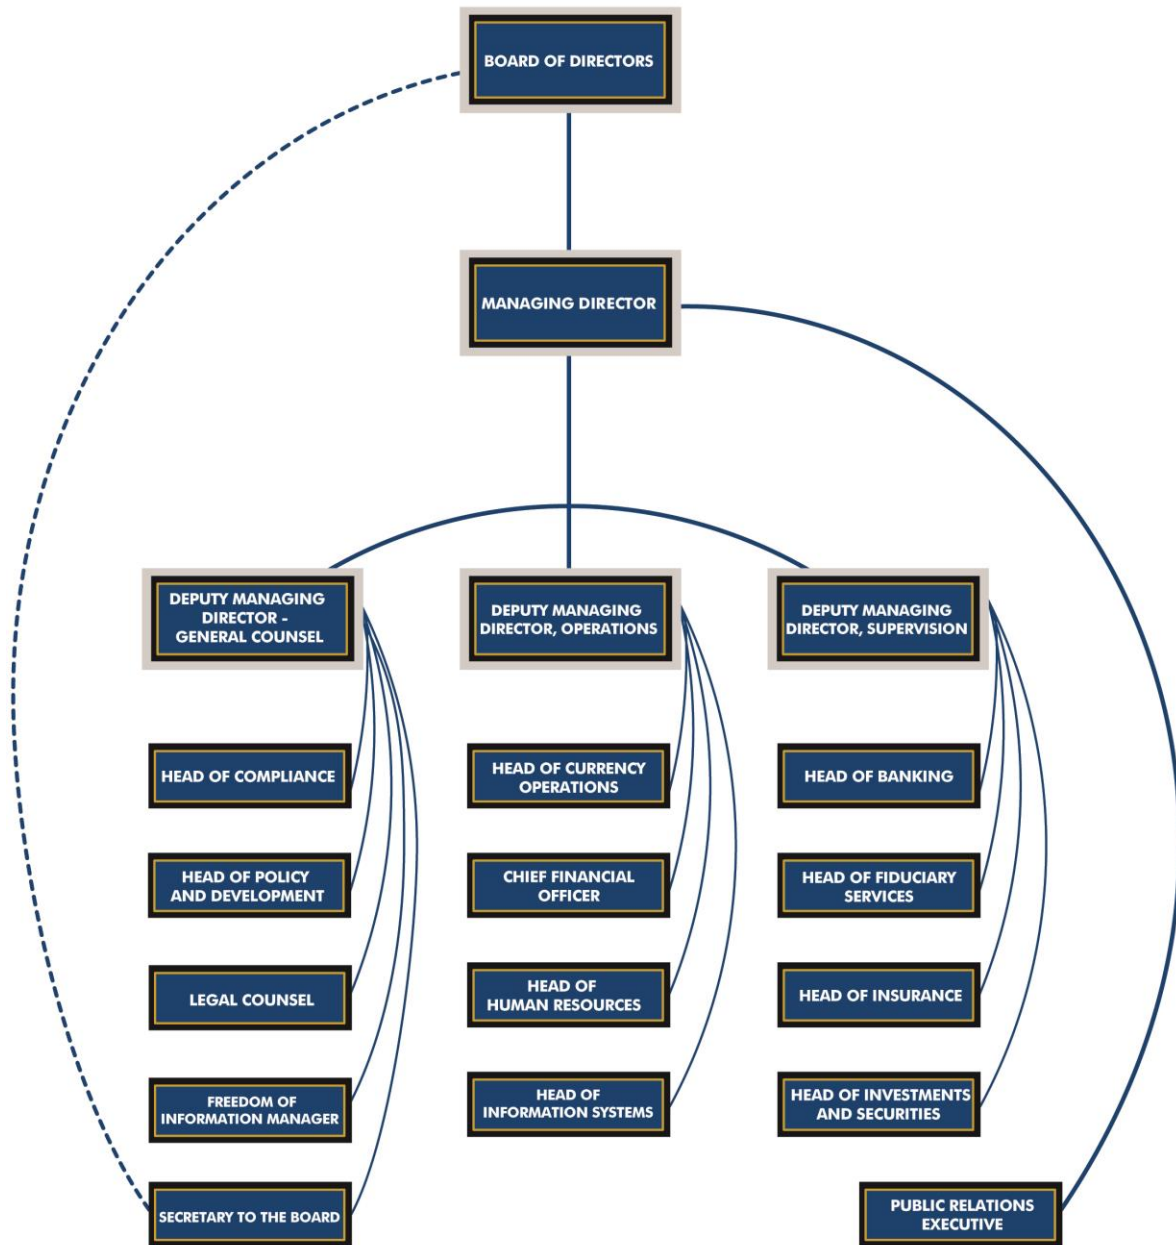 BOARD OF DIRECTORS
MANAGING DIRECTOR
DEPUTY MANAGING
DIRECTOR -
GENERAL COUNSEL
DEPUTY MANAGING
DIRECTOR, OPERATIONS
DEPUTY MANAGING
DIRECTOR, SUPERVISION
HEAD OF COMPLIANCE
HEAD OF CURRENCY
OPERATIONS
HEAD OF BANKING
HEAD OF POLICY
AND DEVELOPMENT
CHIEF FINANCIAL
OFFICER
HEAD OF FIDUCIARY
SERVICES
LEGAL COUNSEL
HEAD OF
HUMAN RESOURCES
HEAD OF INSURANCE
FREEDOM OF
INFORMATION MANAGER
HEAD OF
INFORMATION SYSTEMS
HEAD OF INVESTMENTS
AND SECURITIES
SECRETARY TO THE BOARD
PUBLIC RELATIONS
EXECUTIVE